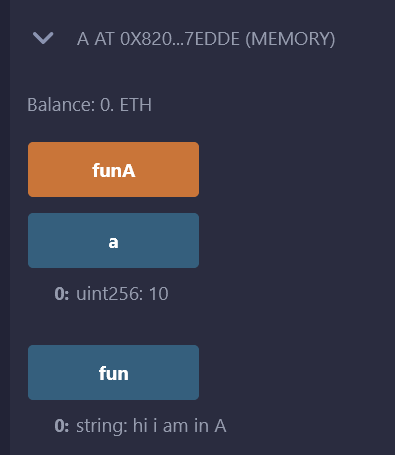 A AT 0X820...7EDDE (MEMORY)
Balance: 0. ETH
funA
a
0: uint256: 10
fun
0: string: hi i am in A